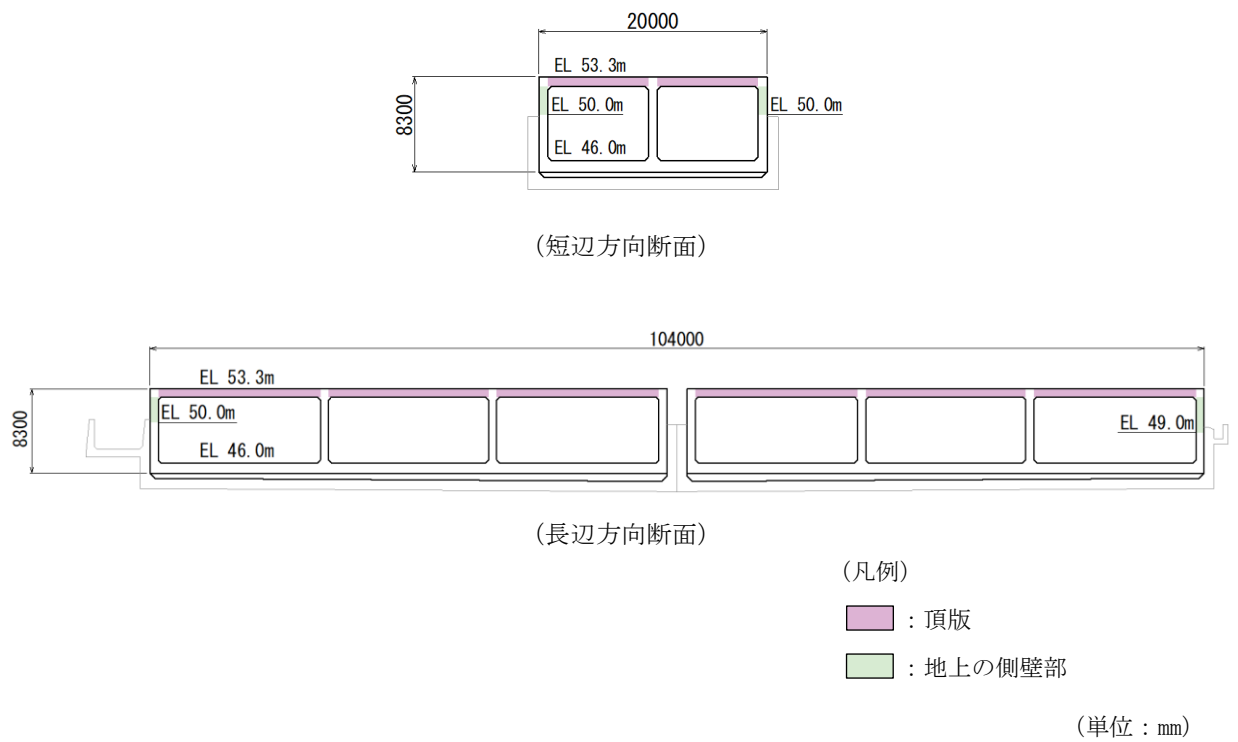 20000
EL 53.3m
8300
EL 50.0m
EL 50.0m
EL 46.0m
(短辺方向断面)
104000
EL 53.3m
8300
EL 50.0m
EL 49.0m
EL 46.0m
(長辺方向断面)
(凡例)
：頂版
：地上の側壁部
(単位：mm)